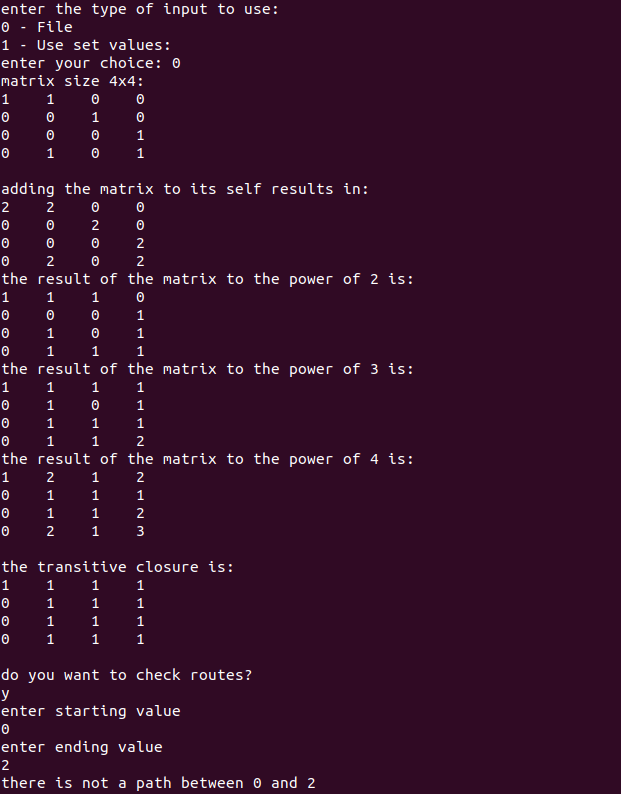 enter the type of input to use:
0 - File
1 - Use set values:
enter your choice: 0
matrix size 4x4:
1    1    0    0
0    0    1    0
0    0    0    1
0    1    0    1

adding the matrix to its self results in:
2    2    0    0
0    0    2    0
0    0    0    2
0    2    0    2
the result of the matrix to the power of 2 is:
1    1    1    0
0    0    0    1
0    1    0    1
0    1    1    1
the result of the matrix to the power of 3 is:
1    1    1    1
0    1    0    1
0    1    1    1
0    1    1    2
the result of the matrix to the power of 4 is:
1    2    1    2
0    1    1    1
0    1    1    2
0    2    1    3

the transitive closure is:
1    1    1    1
0    1    1    1
0    1    1    1
0    1    1    1

do you want to check routes?
y
enter starting value
0
enter ending value
2
there is not a path between 0 and 2